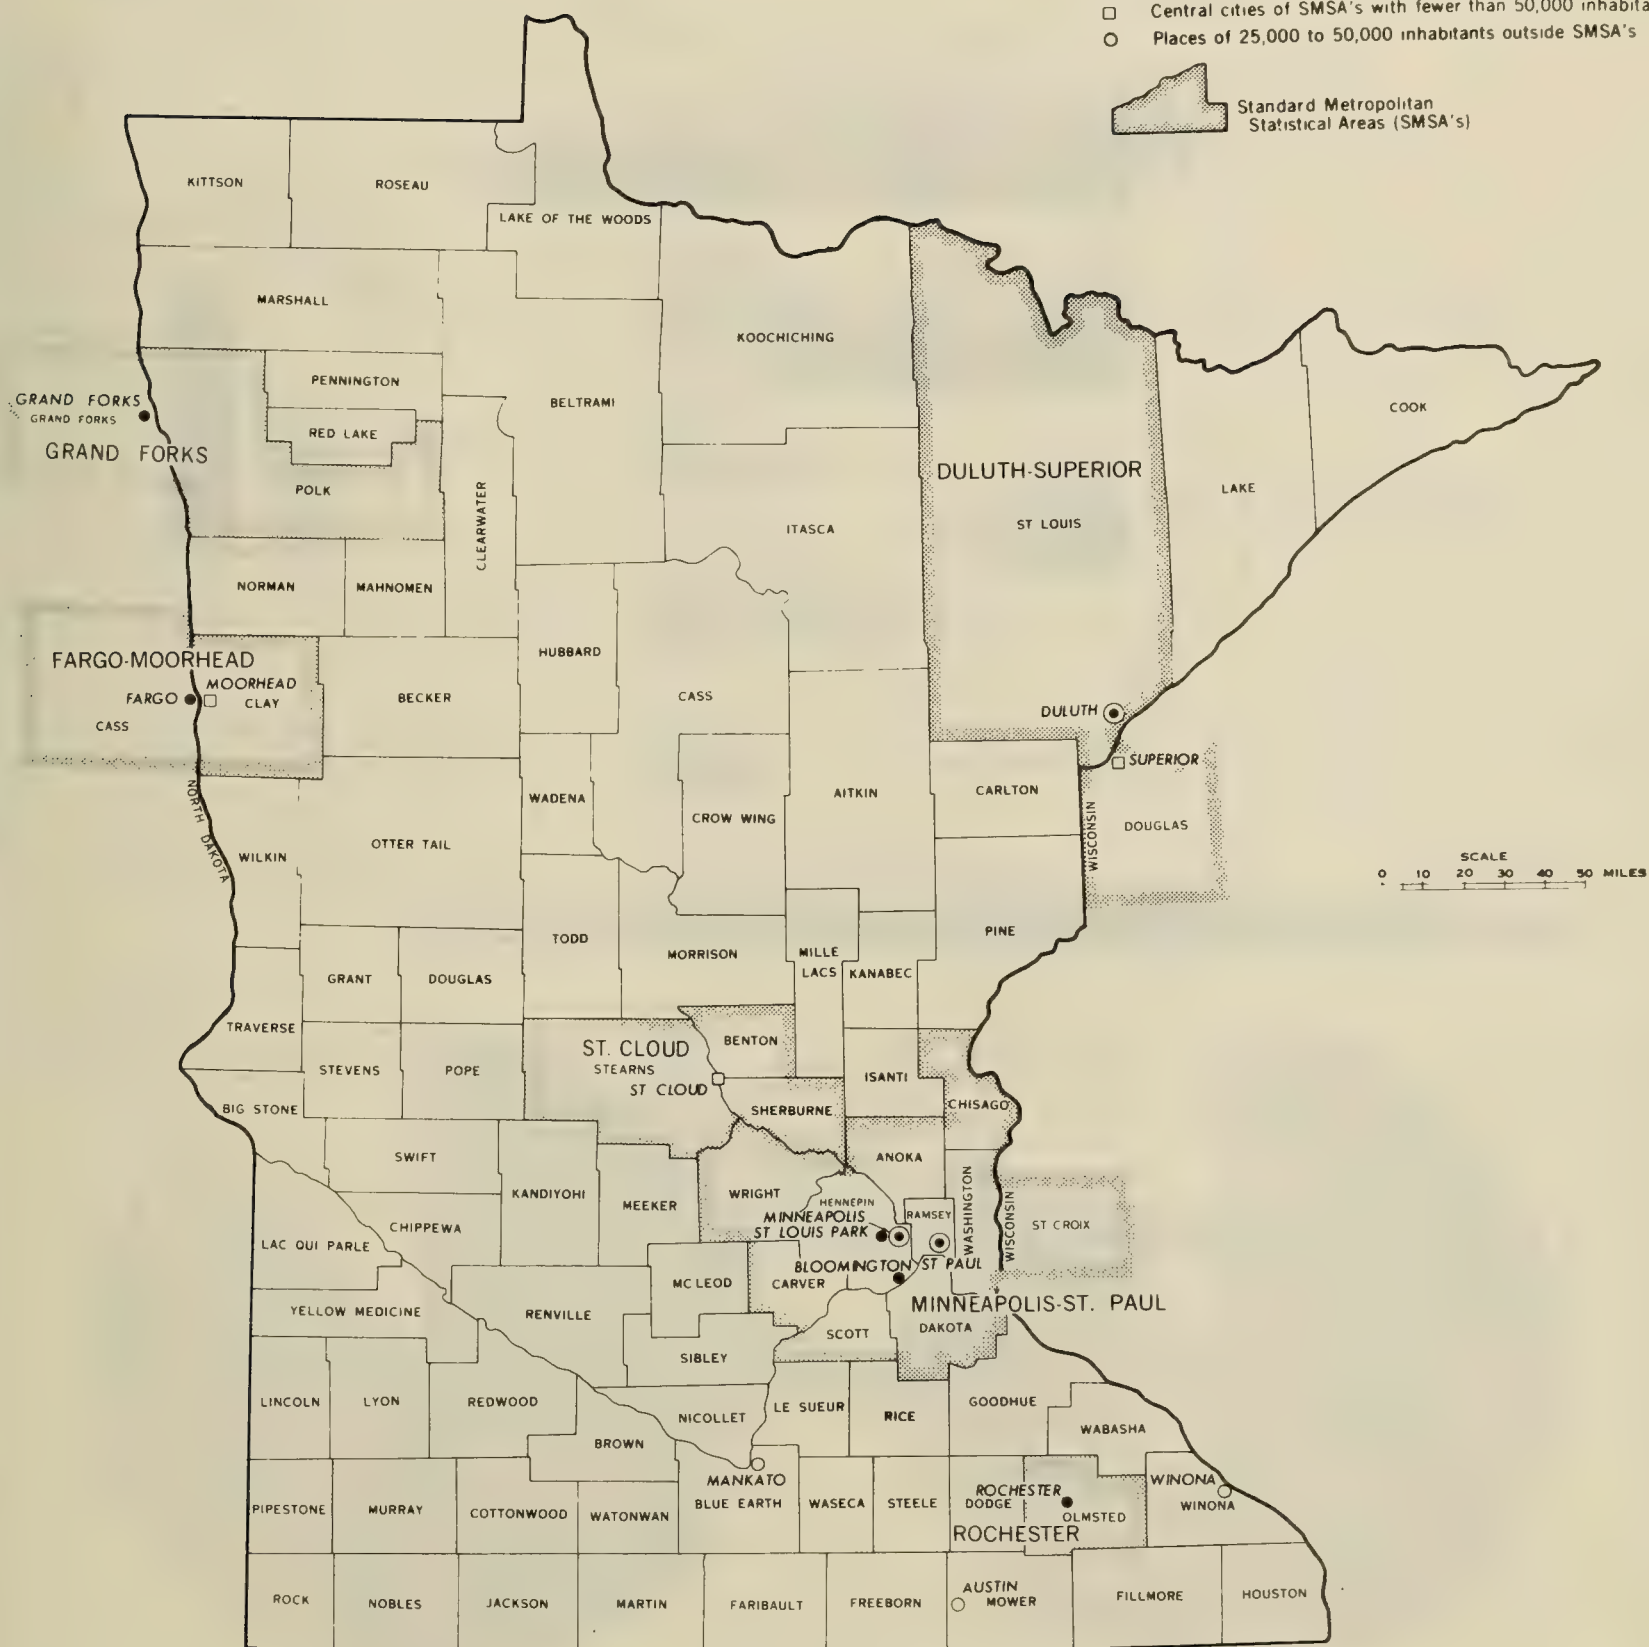 Central cities of SMSA's with fewer than 50,000
Places of 25,000 to 50,000 inhabitants outside SMSA's
Standard Metropolitan
Statistical Areas (SMSA's)
KITTSON
ROSEAU
LAKE OF THE WOODS
MARSHALL
KOOCHICHING
PENNINGTON
BELTRAMI
GRAND FORKS
GRAND FORKS
RED LAKE
COOK
GRAND FORKS
DULUTH-SUPERIOR
POLK
CLEARWATER
LAKE
ITASCA
ST LOUIS
NORMAN
MAHNOMEN
HUBBARD
FARGO-MOORHEAD
MOORHEAD
FARGO
CLAY
BECKER
CASS
CASS
DULUTH
SUPERIOR
NORTH DAKOTA
WADENA
AITKIN
CARLTON
CROW WING
WISCONSIN
DOUGLAS
OTTER TAIL
WILKIN
SCALE
0 10 20 30 40 50 MILES
TODD
PINE
MORRISON
MILLE
LACS
KANABEC
GRANT
DOUGLAS
TRAVERSE
BENTON
ST. CLOUD
STEARNS
STEVENS
POPE
ISANTI
ST CLOUD
BIG STONE
SHERBURNE
CHISAGO
SWIFT
ANOKA
KANDIYOHI
MEEKER
WRIGHT
HENNEPIN
WASHINGTON
WISCONSIN
MINNEAPOLIS
RAMSEY
ST CROIX
CHIPPEWA
ST LOUIS PARK
LAC QUI PARLE
BLOOMINGTON
ST PAUL
MC LEOD
CARVER
MINNEAPOLIS-ST. PAUL
YELLOW MEDICINE
RENVILLE
DAKOTA
SCOTT
SIBLEY
LINCOLN
LYON
REDWOOD
NICOLLET
LE SUEUR
RICE
GOODHUE
WABASHA
BROWN
MANKATO
WINONA
ROCHESTER
PIPESTONE
MURRAY
COTTONWOOD
WATONWAN
BLUE EARTH
WASECA
STEELE
DODGE
OLMSTED
WINONA
ROCHESTER
ROCK
NOBLES
JACKSON
MARTIN
FARIBAULT
FREEBORN
AUSTIN
MOWER
FILLMORE
HOUSTON